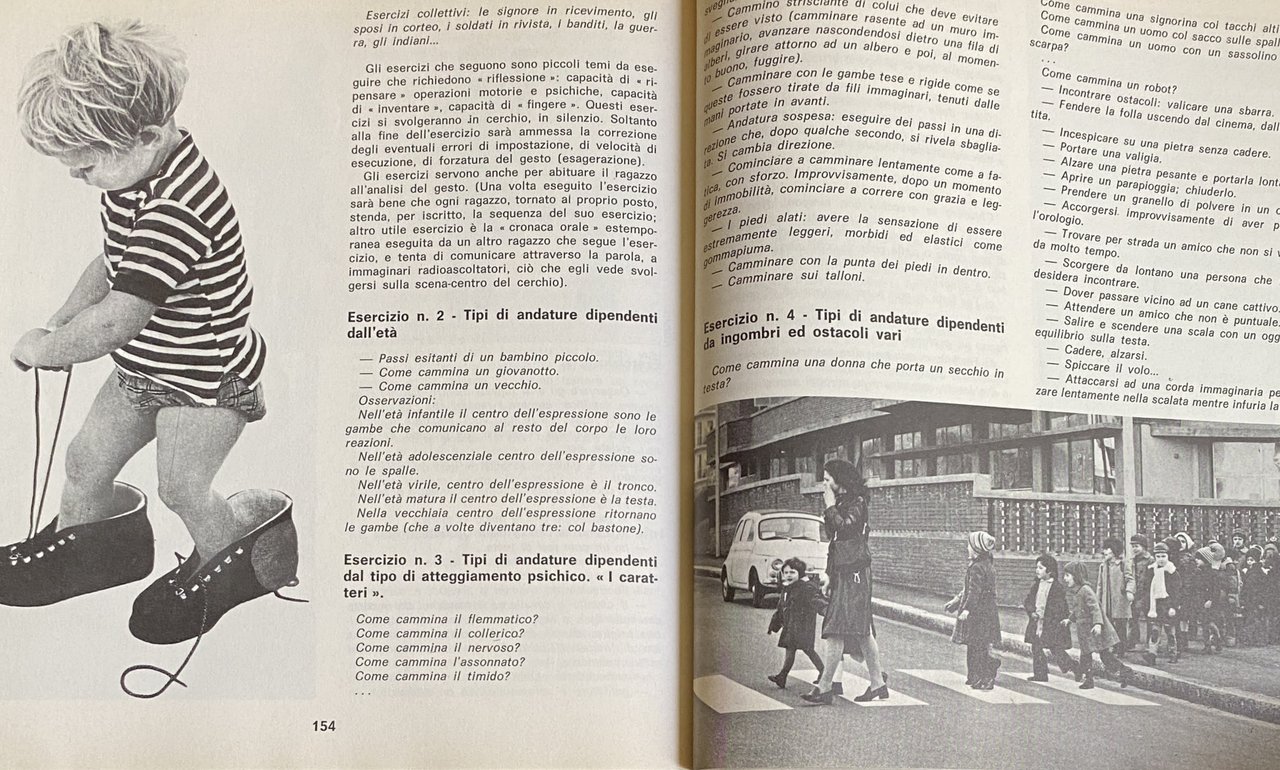 Esercizi collettivi: le signore in ricevimento, gli
sposi in corteo, i soldati in rivista, i banditi, la guer-
ra, gli indiani...
Gli esercizi che seguono sono piccoli temi da ese-
guire che richiedono « riflessione »: capacità di « ri-
pensare » operazioni motorie e psichiche, capacità
di « inventare », capacità di « fingere ». Questi eser-
cizi si svolgeranno in cerchio, in silenzio. Soltanto
alla fine dell'esercizio sarà ammessa la correzione
degli eventuali errori di impostazione, di velocità di
esecuzione, di forzatura del gesto (esagerazione).
Gli esercizi servono anche per abituare il ragazzo
all'analisi del gesto. (Una volta eseguito l'esercizio
sarà bene che ogni ragazzo, tornato al proprio posto,
stenda, per iscritto, la sequenza del suo esercizio;
altro utile esercizio è la « cronaca orale » estempo-
ranea eseguita da un altro ragazzo che segue l'eser-
cizio, e tenta di comunicare attraverso la parola, a
immaginari radioascoltatori, ciò che egli vede svol-
gersi sulla scena-centro del cerchio).
Esercizio n. 2 - Tipi di andature dipendenti
dall'età
— Passi esitanti di un bambino piccolo.
— Come cammina un giovanotto.
— Come cammina un vecchio.
Osservazioni:
Nell'età infantile il centro dell'espressione sono le
gambe che comunicano al resto del corpo le loro
reazioni.
Nell'età adolescenziale centro dell'espressione so-
no le spalle.
Nell'età virile, centro dell'espressione è il tronco.
Nell'età matura il centro dell'espressione è la testa.
Nella vecchiaia centro dell'espressione ritornano
le gambe (che a volte diventano tre: col bastone).
Esercizio n. 3 - Tipi di andature dipendenti
dal tipo di atteggiamento psichico. « I carat-
teri ».
Come cammina il flemmatico?
Come cammina il collerico?
Come cammina il nervoso?
Come cammina l'assonnato?
Come cammina il timido?
. . .
154
— Cammino strisciante di colui che deve evitare
di essere visto (camminare rasente ad un muro im-
maginario, avanzare nascondendosi dietro una fila di
alberi, girare attorno ad un albero e poi, al momen-
to buono, fuggire).
— Camminare con le gambe tese e rigide come se
queste fossero tirate da fili immaginari, tenuti dalle
mani portate in avanti.
— Andatura sospesa: eseguire dei passi in una di-
rezione che, dopo qualche secondo, si rivela sbaglia-
ta. Si cambia direzione.
— Cominciare a camminare lentamente come a fa-
tica, con sforzo. Improvvisamente, dopo un momento
di immobilità, cominciare a correre con grazia e leg-
gerezza.
— I piedi alati: avere la sensazione di essere
estremamente leggeri, morbidi ed elastici come
gommapiuma.
— Camminare con la punta dei piedi in dentro.
— Camminare sui talloni.
Esercizio n. 4 - Tipi di andature dipendenti
da ingombri ed ostacoli vari
Come cammina una donna che porta un secchio in
testa?
Come cammina una signorina coi tacchi alti
Come cammina un uomo col sacco sulle spall
Come cammina un uomo con un sassolino
scarpa?
. . .
Come cammina un robot?
— Incontrare ostacoli: valicare una sbarra.
— Fendere la folla uscendo dal cinema, dall
tita.
— Incespicare su una pietra senza cadere.
— Portare una valigia.
— Alzare una pietra pesante e portarla lont
— Aprire un parapioggia; chiuderlo.
— Prendere un granello di polvere in un
— Accorgersi improvvisamente di aver p
l'orologio.
— Trovare per strada un amico che non si v
da molto tempo.
— Scorgere da lontano una persona che
desidera incontrare.
— Dover passare vicino ad un cane cattivo.
— Attendere un amico che non è puntuale.
— Salire e scendere una scala con un ogg
equilibrio sulla testa.
— Cadere, alzarsi.
— Spiccare il volo...
— Attaccarsi ad una corda immaginaria pe
zare lentamente nella scalata mentre infuria la